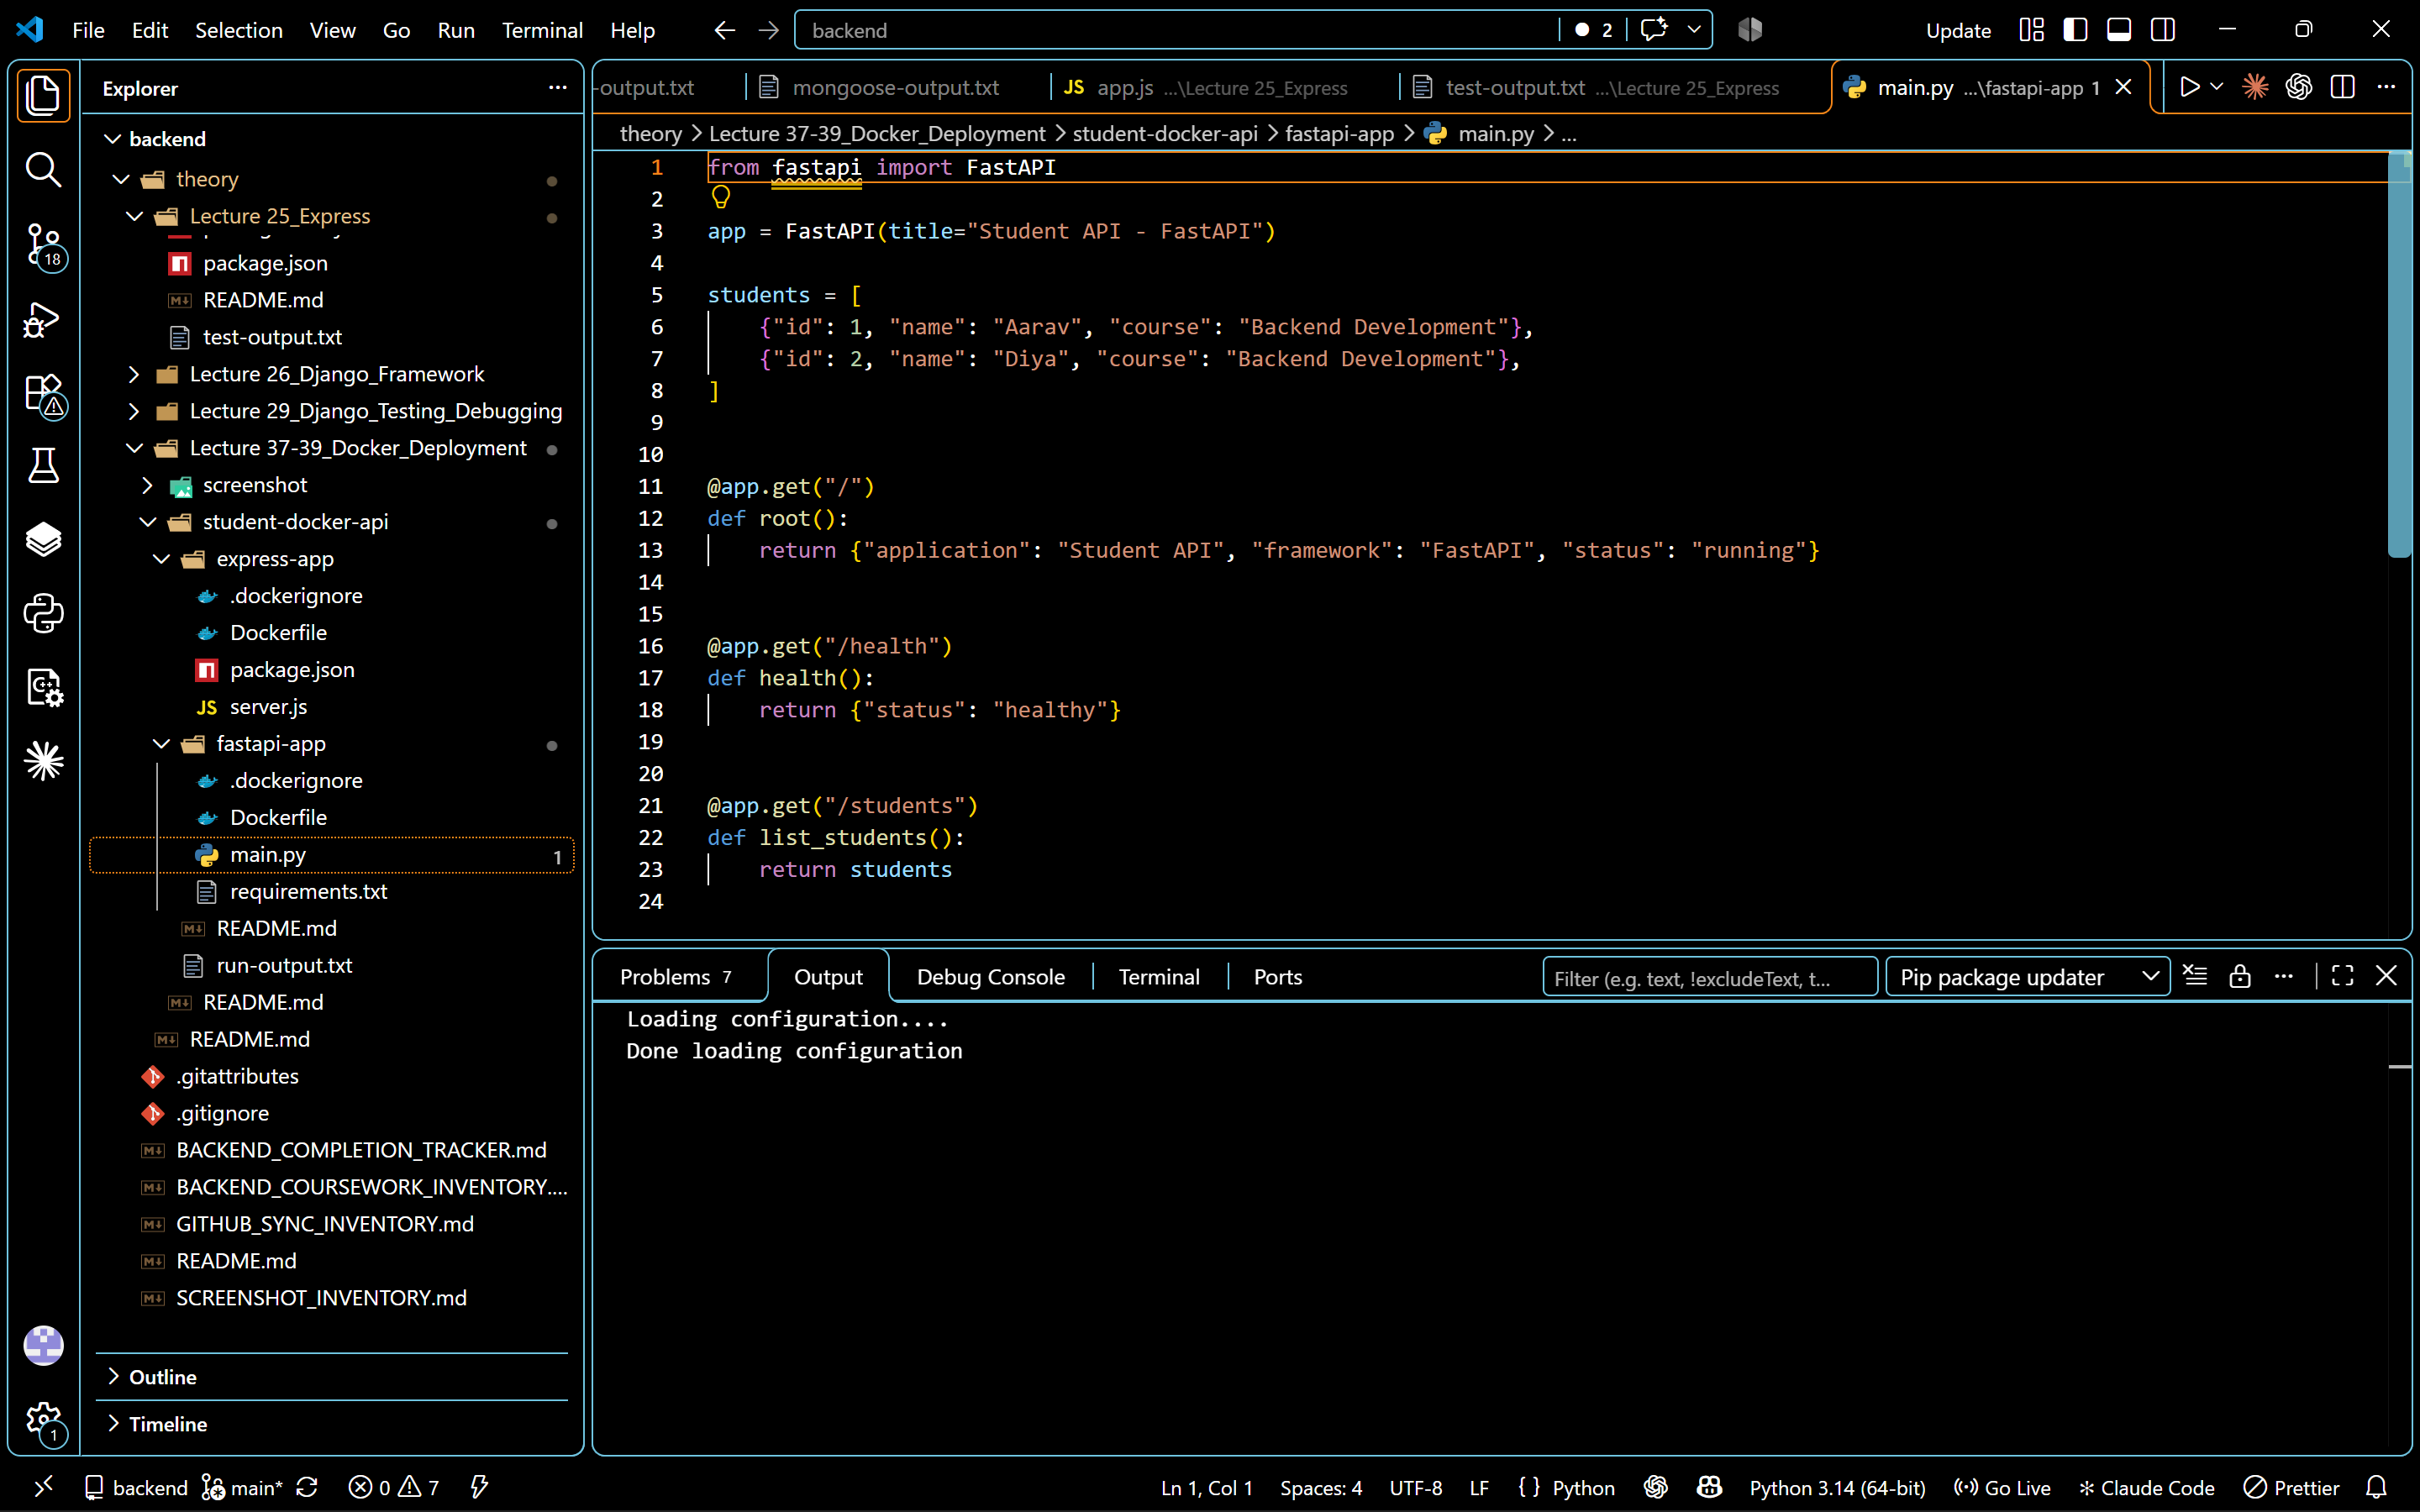 File Edit Selection View Go Run Terminal Help
backend
2
Update
Explorer
backend
theory
Lecture 25_Express
package.json
README.md
test-output.txt
Lecture 26_Django_Framework
Lecture 29_Django_Testing_Debugging
Lecture 37-39_Docker_Deployment
screenshot
student-docker-api
express-app
.dockerignore
Dockerfile
package.json
JS server.js
fastapi-app
.dockerignore
Dockerfile
main.py 1
requirements.txt
README.md
run-output.txt
README.md
README.md
.gitattributes
.gitignore
BACKEND_COMPLETION_TRACKER.md
BACKEND_COURSEWORK_INVENTORY....
GITHUB_SYNC_INVENTORY.md
README.md
SCREENSHOT_INVENTORY.md
Outline
Timeline
18
1
-output.txt mongoose-output.txt JS app.js ...\Lecture 25_Express test-output.txt ...\Lecture 25_Express main.py ...\fastapi-app 1
theory > Lecture 37-39_Docker_Deployment > student-docker-api > fastapi-app > main.py > ...
1 from fastapi import FastAPI
2
3 app = FastAPI(title="Student API - FastAPI")
4
5 students = [
6 {"id": 1, "name": "Aarav", "course": "Backend Development"},
7 {"id": 2, "name": "Diya", "course": "Backend Development"},
8 ]
9
10
11 @app.get("/")
12 def root():
13 return {"application": "Student API", "framework": "FastAPI", "status": "running"}
14
15
16 @app.get("/health")
17 def health():
18 return {"status": "healthy"}
19
20
21 @app.get("/students")
22 def list_students():
23 return students
24
Problems 7 Output Debug Console Terminal Ports
Filter (e.g. text, !excludeText, t...
Pip package updater
Loading configuration....
Done loading configuration
backend main* 0 7
Ln 1, Col 1 Spaces: 4 UTF-8 LF { } Python Python 3.14 (64-bit) Go Live Claude Code Prettier